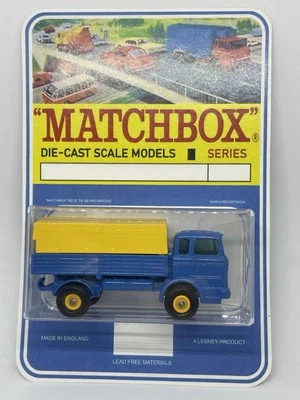 "MATCHBOX"®
DIE-CAST SCALE MODELS SERIES
MADE IN ENGLAND
A LESNEY PRODUCT
LEAD FREE MATERIALS